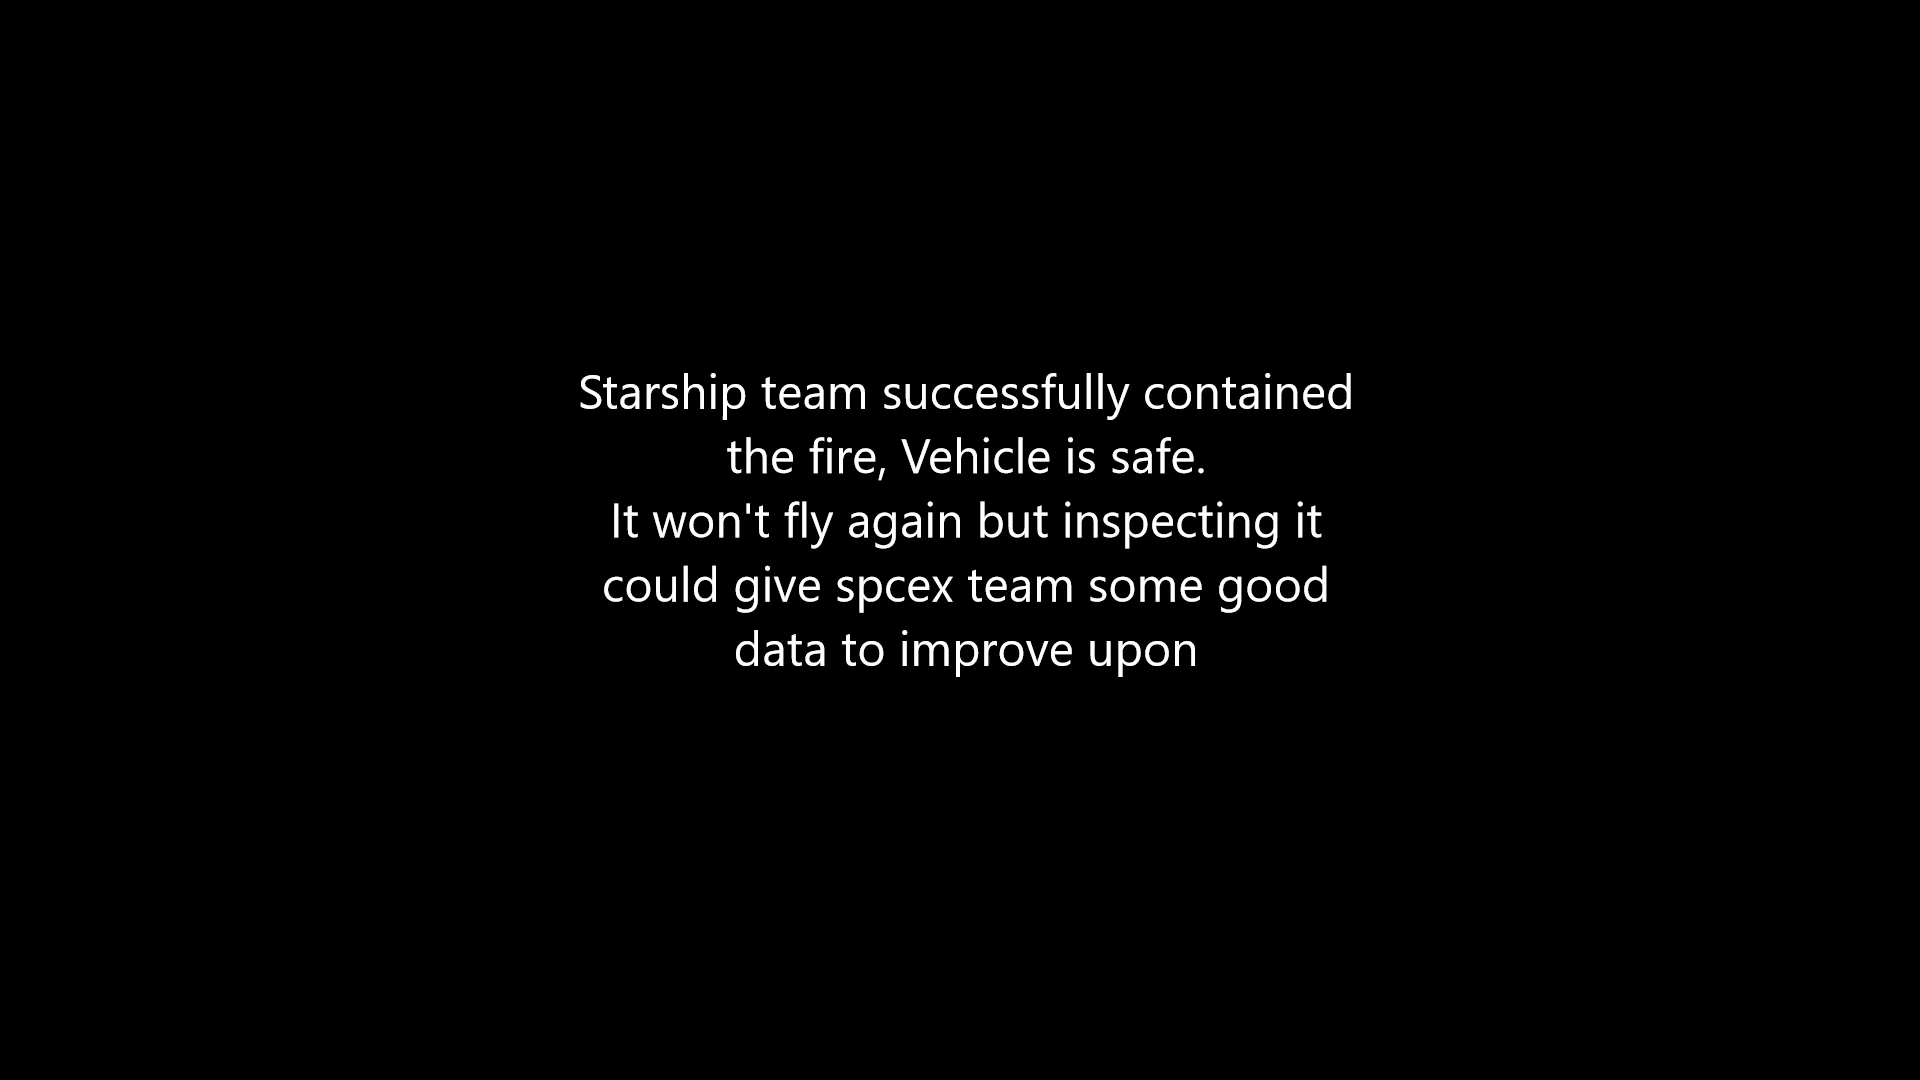 Starship team successfully contained
the fire, Vehicle is safe.
It won't fly again but inspecting it
could give spcex team some good
data to improve upon